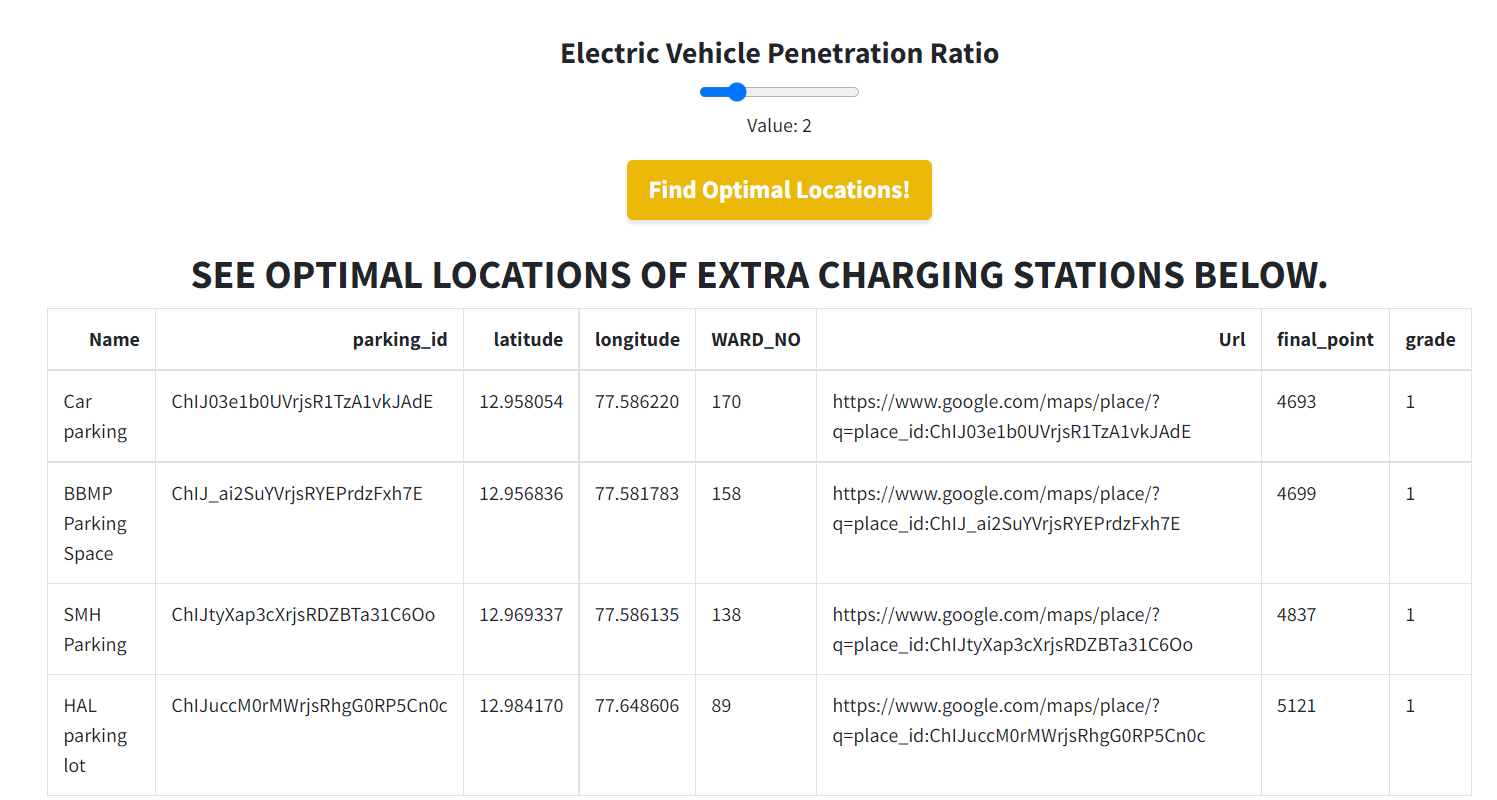 Electric Vehicle Penetration Ratio
Value: 2
Find Optimal Locations!
SEE OPTIMAL LOCATIONS OF EXTRA CHARGING STATIONS BELOW.
Name parking_id latitude longitude WARD_NO Url final_point grade
Car ChIJ03e1b0UVrjsR1TzA1vkJAdE 12.958054 77.586220 170 https://www.google.com/maps/place/? 4693 1
parking q=place_id:ChIJ03e1b0UVrjsR1TzA1vkJAdE
BBMP ChIJ_ai2SuYVrjsRYEPrdzFxh7E 12.956836 77.581783 158 https://www.google.com/maps/place/? 4699 1
Parking q=place_id:ChIJ_ai2SuYVrjsRYEPrdzFxh7E
Space
SMH ChIJtyXap3cXrjsRDZBTa31C6Oo 12.969337 77.586135 138 https://www.google.com/maps/place/? 4837 1
Parking q=place_id:ChIJtyXap3cXrjsRDZBTa31C6Oo
HAL ChIJuccM0rMWrjsRhgG0RP5Cn0c 12.984170 77.648606 89 https://www.google.com/maps/place/? 5121 1
parking q=place_id:ChIJuccM0rMWrjsRhgG0RP5Cn0c
lot